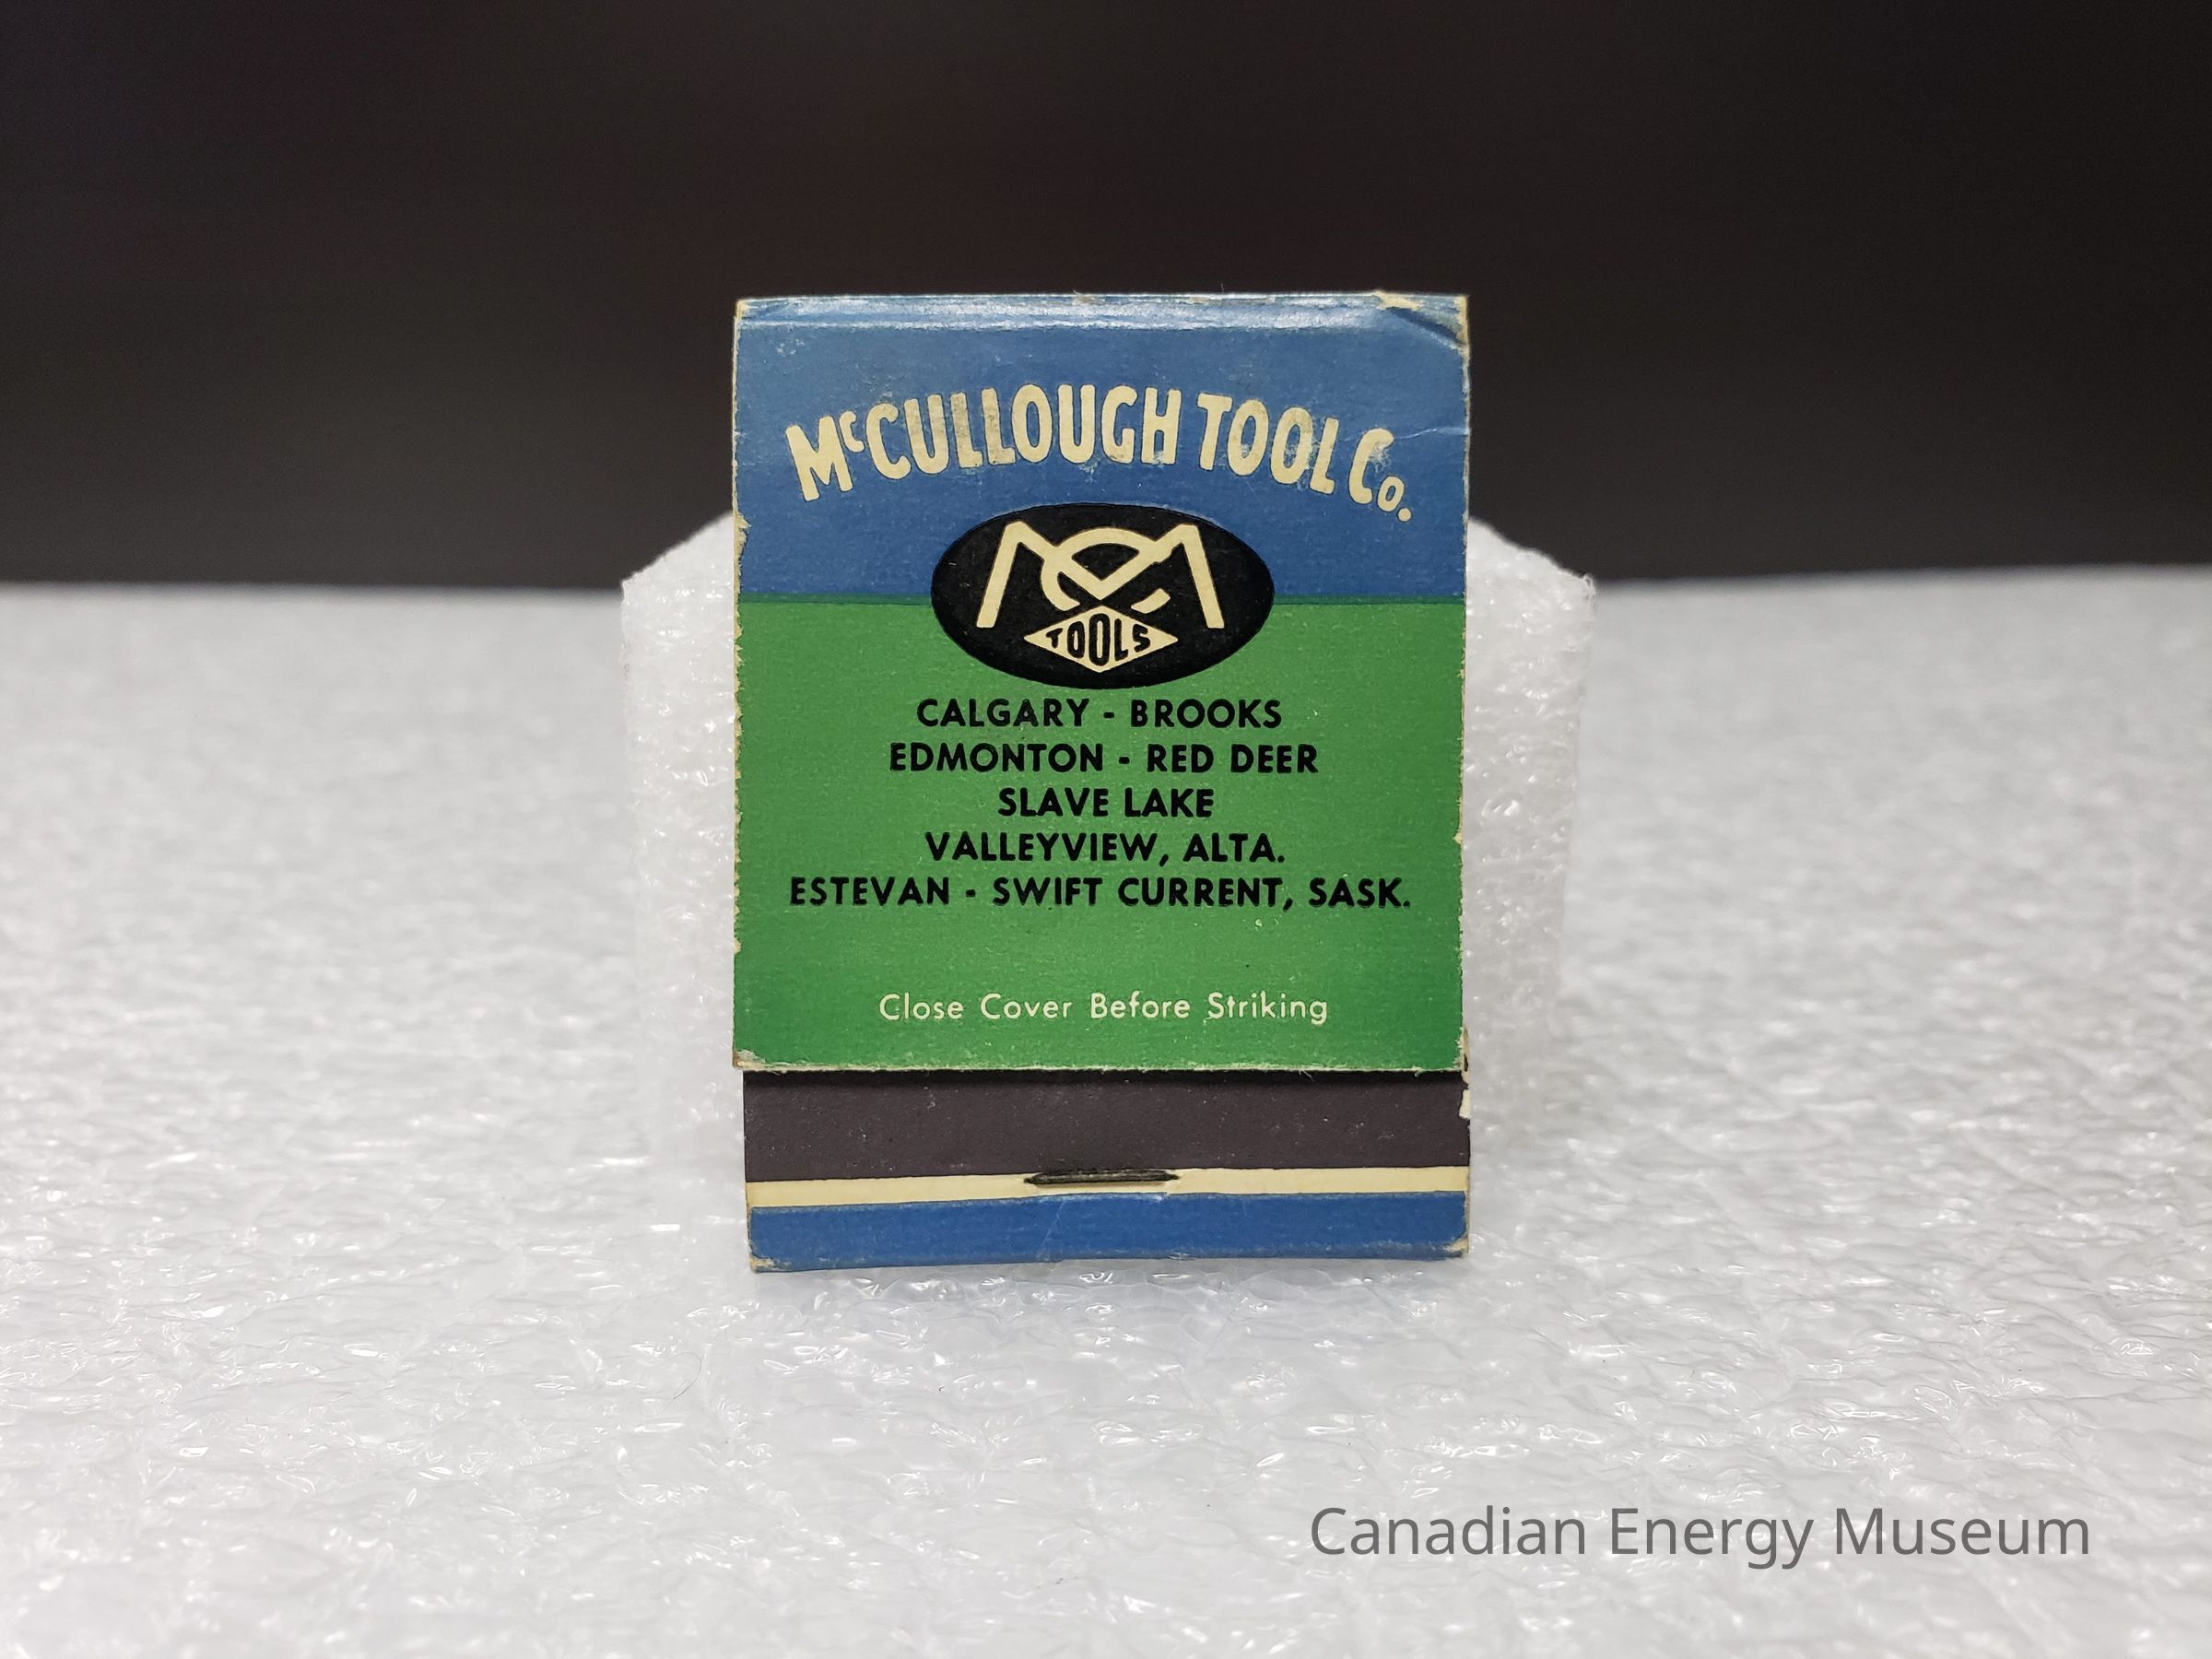 McCULLOUGH TOOL Co.
MC
TOOLS
CALGARY - BROOKS
EDMONTON - RED DEER
SLAVE LAKE
VALLEYVIEW, ALTA.
ESTEVAN - SWIFT CURRENT, SASK.
Close Cover Before Striking
Canadian Energy Museum